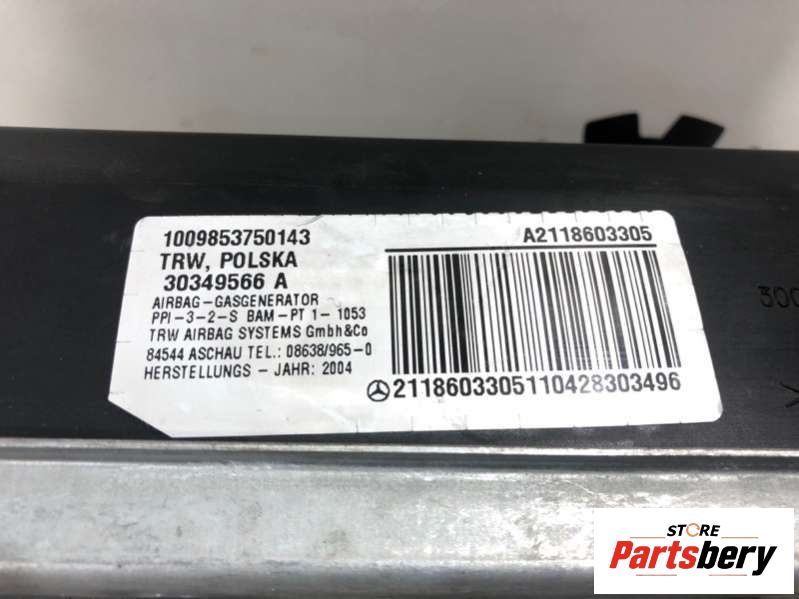 1009853750143
TRW, POLSKA
30349566 A
AIRBAG-GASGENERATOR
PPI-3-2-S BAM-PT 1- 1053
TRW AIRBAG SYSTEMS GmbH&Co
84544 ASCHAU TEL.: 08638/965-0
HERSTELLUNGS - JAHR: 2004
A2118603305
2118603305110428303496
STORE
Partsbery